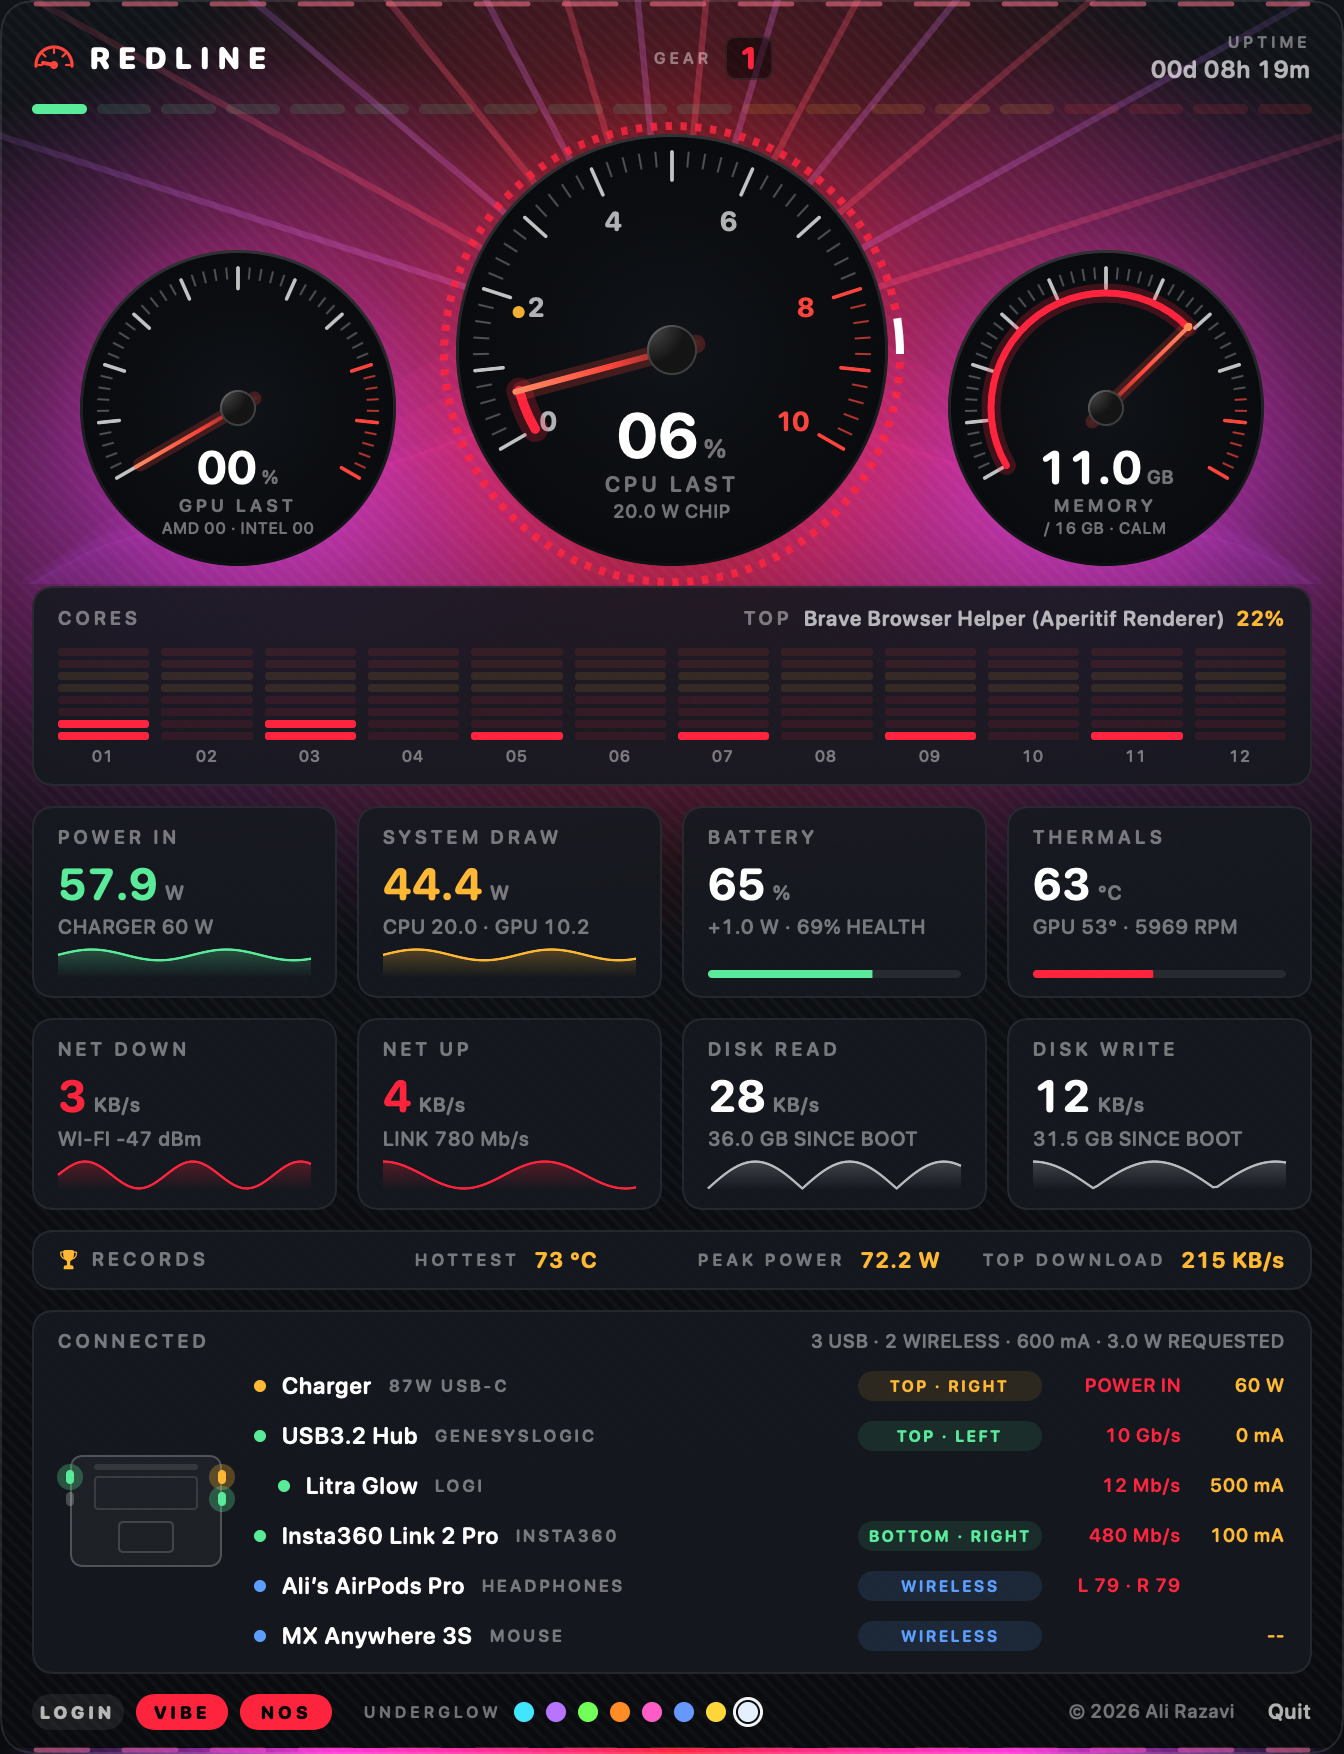 REDLINE
GEAR 1
UPTIME
00d 08h 19m
4 6
2 8
0 10
06 %
CPU LAST
20.0 W CHIP
00 %
GPU LAST
AMD 00 · INTEL 00
11.0 GB
MEMORY
/ 16 GB · CALM
CORES TOP Brave Browser Helper (Aperitif Renderer) 22%
01 02 03 04 05 06 07 08 09 10 11 12
POWER IN
57.9 W
CHARGER 60 W
SYSTEM DRAW
44.4 W
CPU 20.0 · GPU 10.2
BATTERY
65 %
+1.0 W · 69% HEALTH
THERMALS
63 °C
GPU 53° · 5969 RPM
NET DOWN
3 KB/s
WI-FI -47 dBm
NET UP
4 KB/s
LINK 780 Mb/s
DISK READ
28 KB/s
36.0 GB SINCE BOOT
DISK WRITE
12 KB/s
31.5 GB SINCE BOOT
RECORDS HOTTEST 73 °C PEAK POWER 72.2 W TOP DOWNLOAD 215 KB/s
CONNECTED 3 USB · 2 WIRELESS · 600 mA · 3.0 W REQUESTED
Charger 87W USB-C TOP · RIGHT POWER IN 60 W
USB3.2 Hub GENESYSLOGIC TOP · LEFT 10 Gb/s 0 mA
Litra Glow LOGI 12 Mb/s 500 mA
Insta360 Link 2 Pro INSTA360 BOTTOM · RIGHT 480 Mb/s 100 mA
Ali’s AirPods Pro HEADPHONES WIRELESS L 79 · R 79
MX Anywhere 3S MOUSE WIRELESS --
LOGIN VIBE NOS UNDERGLOW © 2026 Ali Razavi Quit